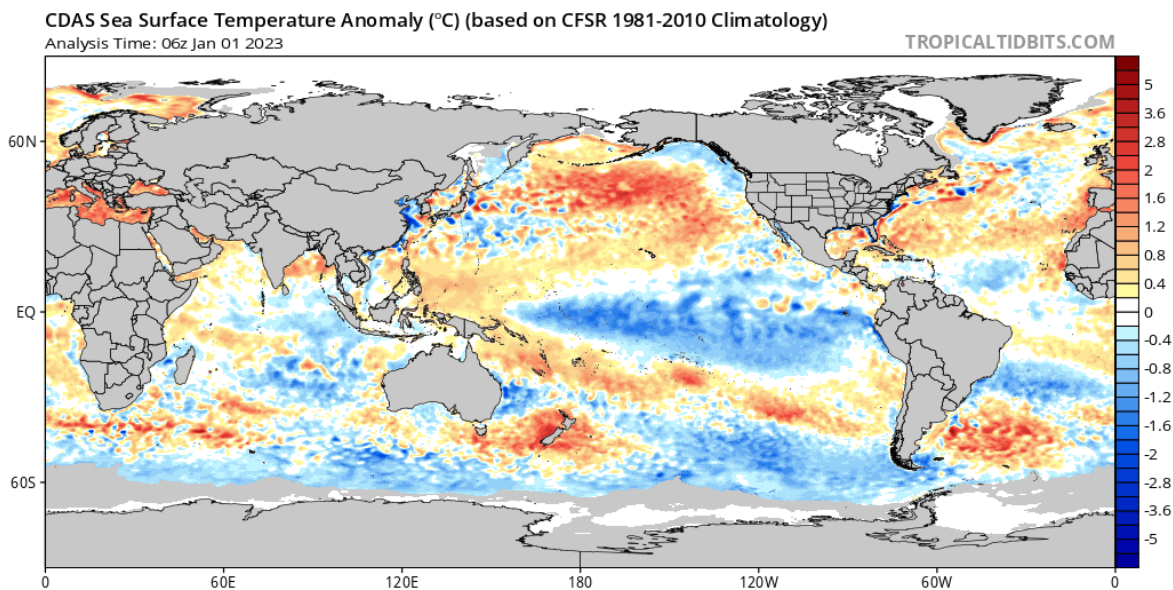 CDAS Sea Surface Temperature Anomaly (°C) (based on CFSR 1981-2010 Climatology)
Analysis Time: 06z Jan 01 2023
TROPICALTIDBITS.COM
60N
EQ
60S
0
60E
120E
180
120W
60W
0
5
3.6
2.8
2
1.6
1.2
0.8
0.4
0
-0.4
-0.8
-1.2
-1.6
-2
-2.8
-3.6
-5